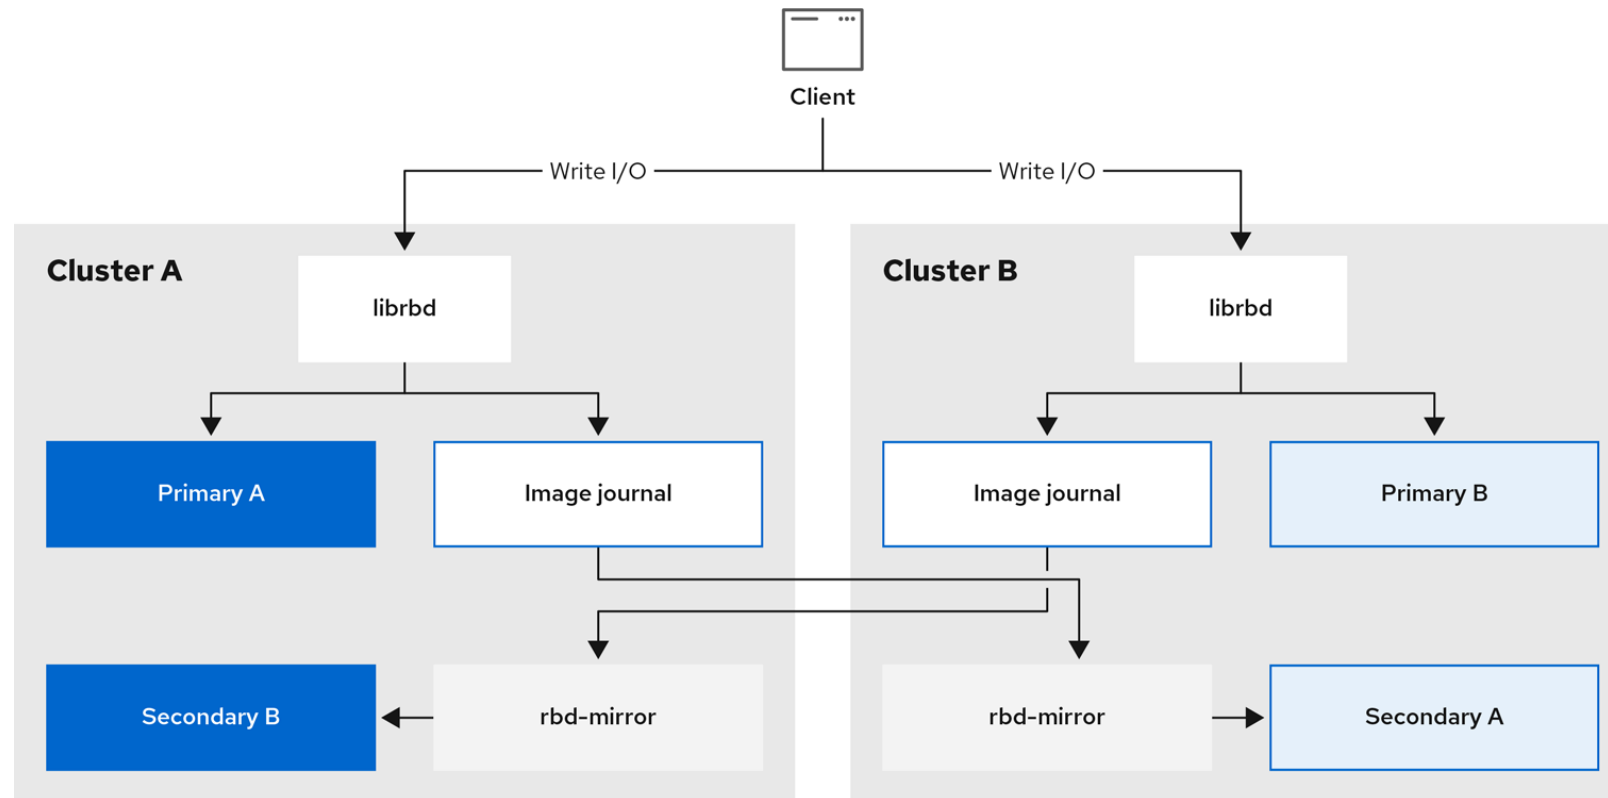 Client
Write I/O
Write I/O
Cluster A
librbd
Cluster B
librbd
Primary A
Image journal
Image journal
Primary B
Secondary B
rbd-mirror
rbd-mirror
Secondary A